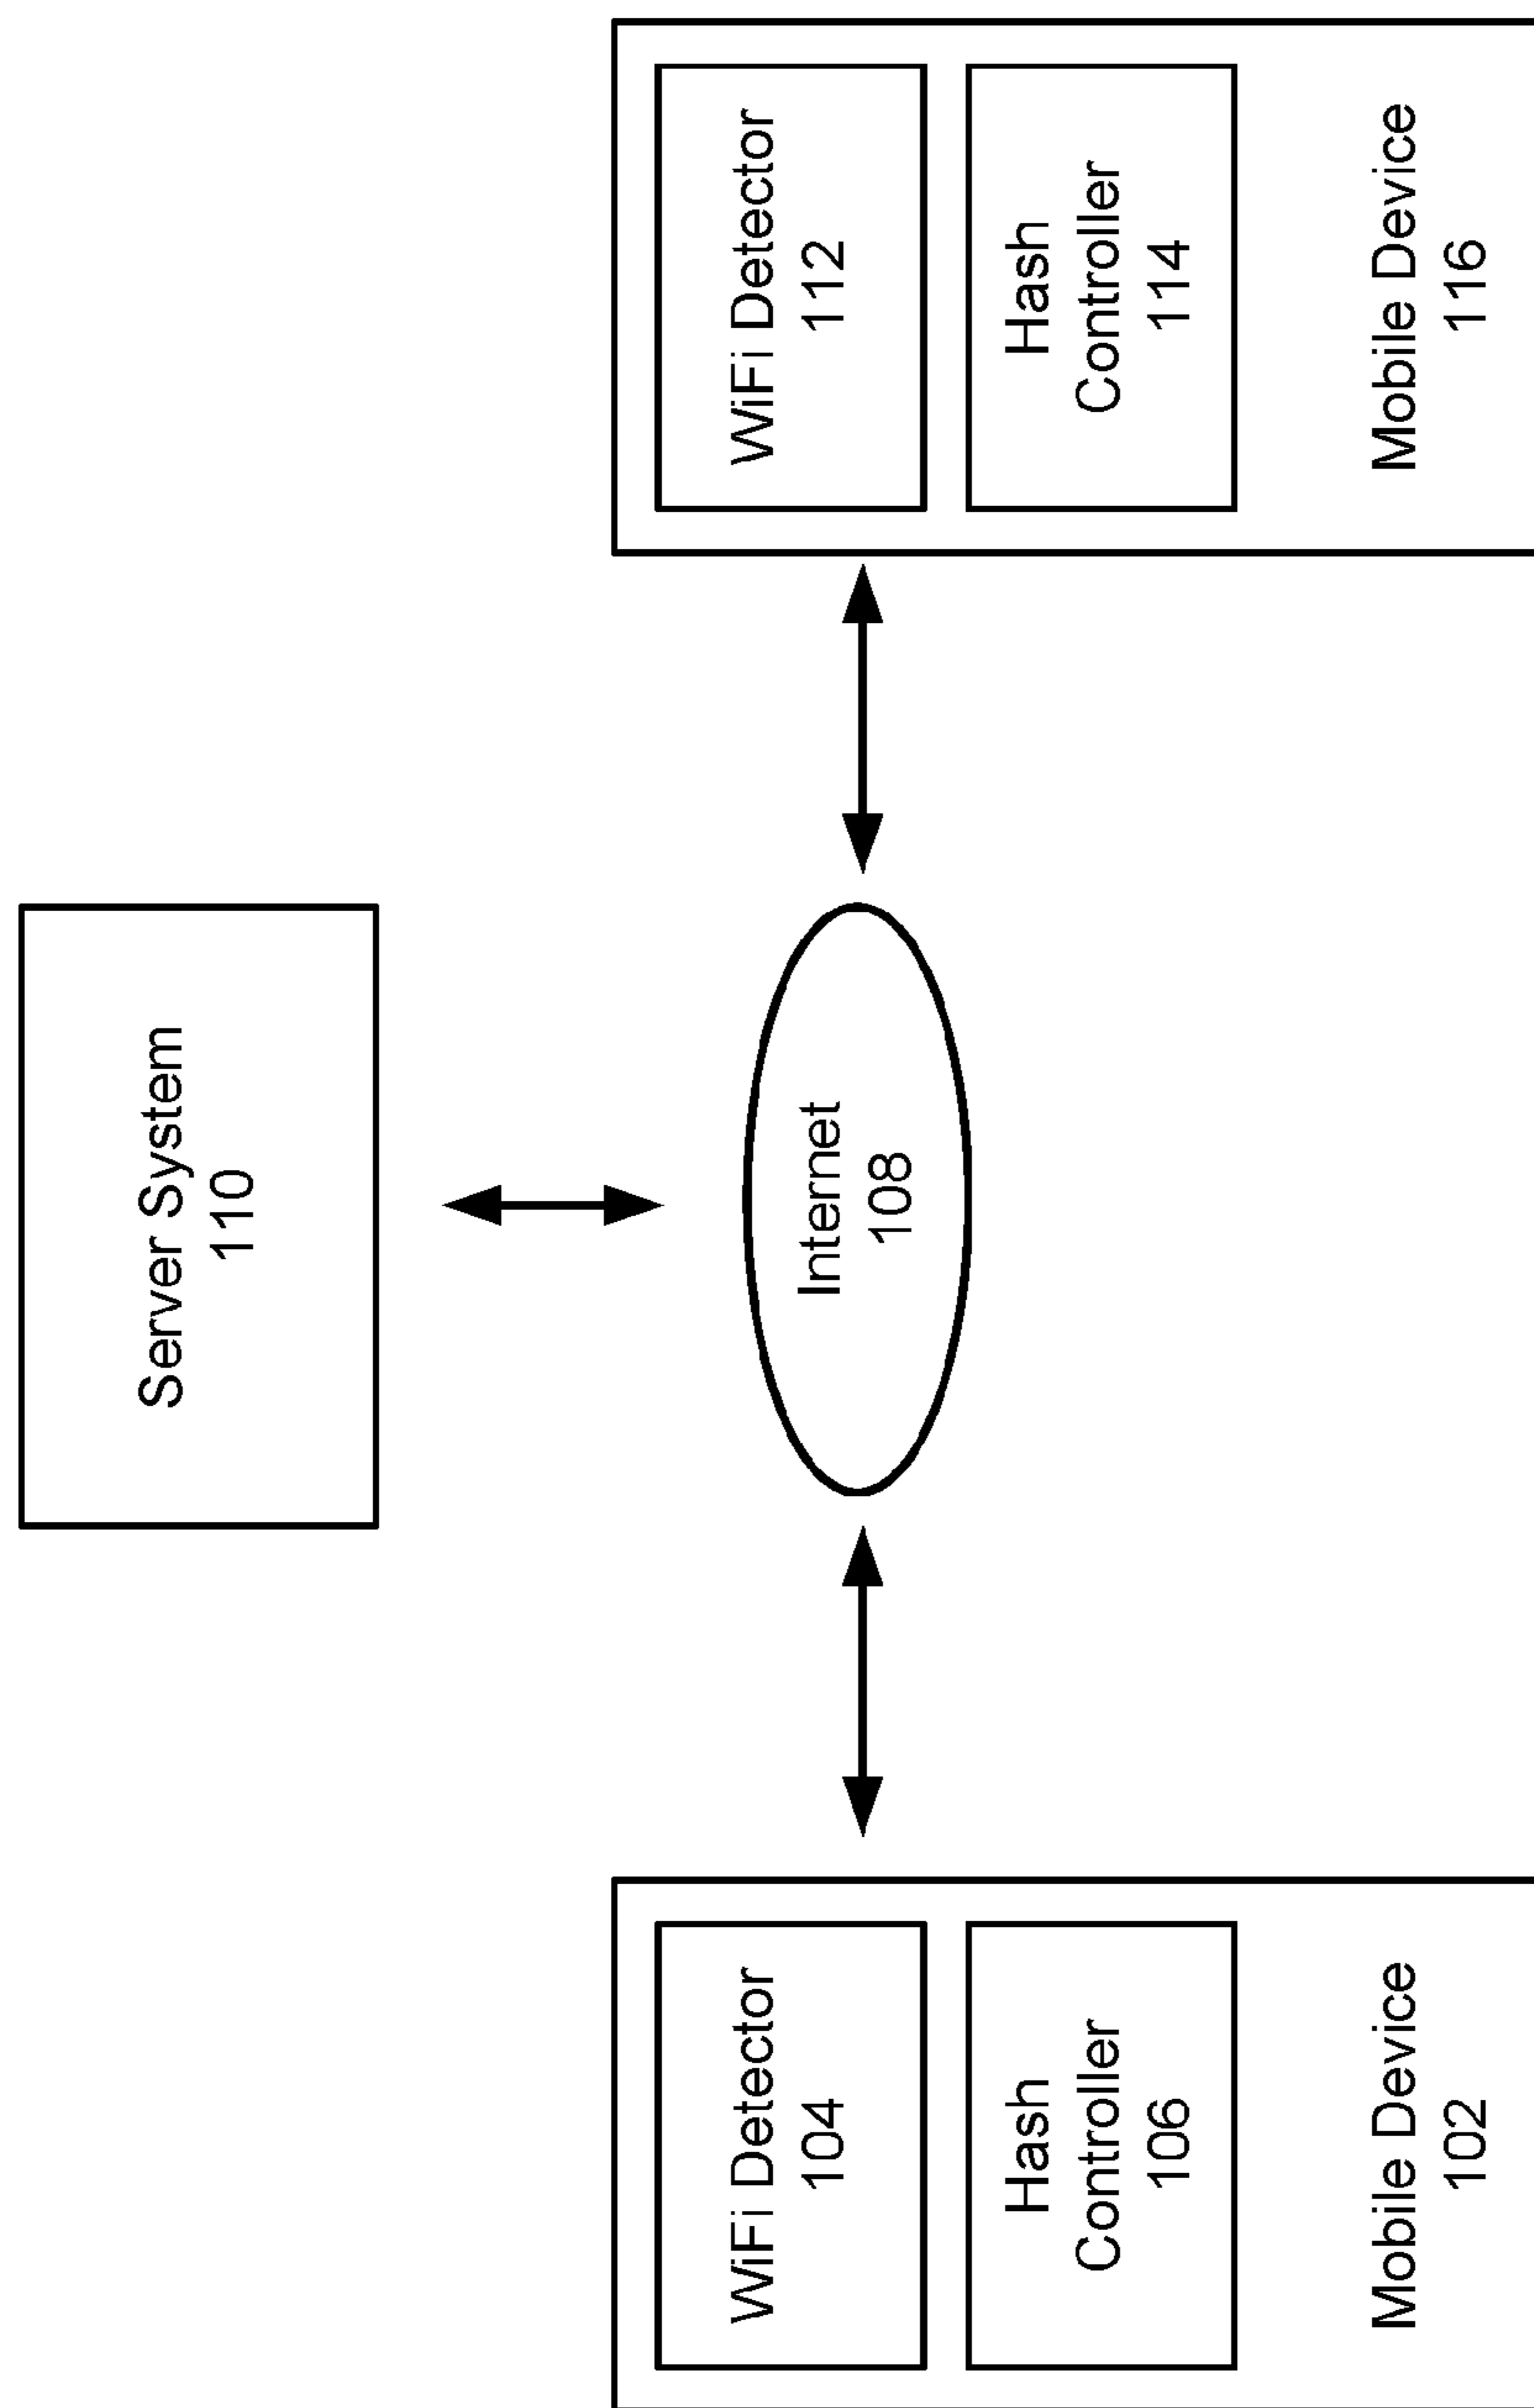 Server System
110
WiFi Detector
104
Hash
Controller
106
Mobile Device
102
Internet
108
WiFi Detector
112
Hash
Controller
114
Mobile Device
116